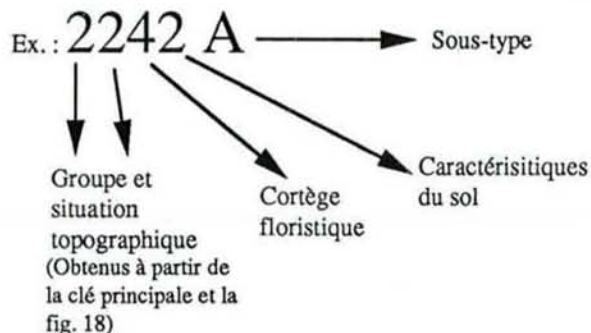 Ex. : 2242 A
Sous-type
Groupe et
situation
topographique
(Obtenus à partir de
la clé principale et la
fig. 18)
Cortège
floristique
Caractérisitiques
du sol